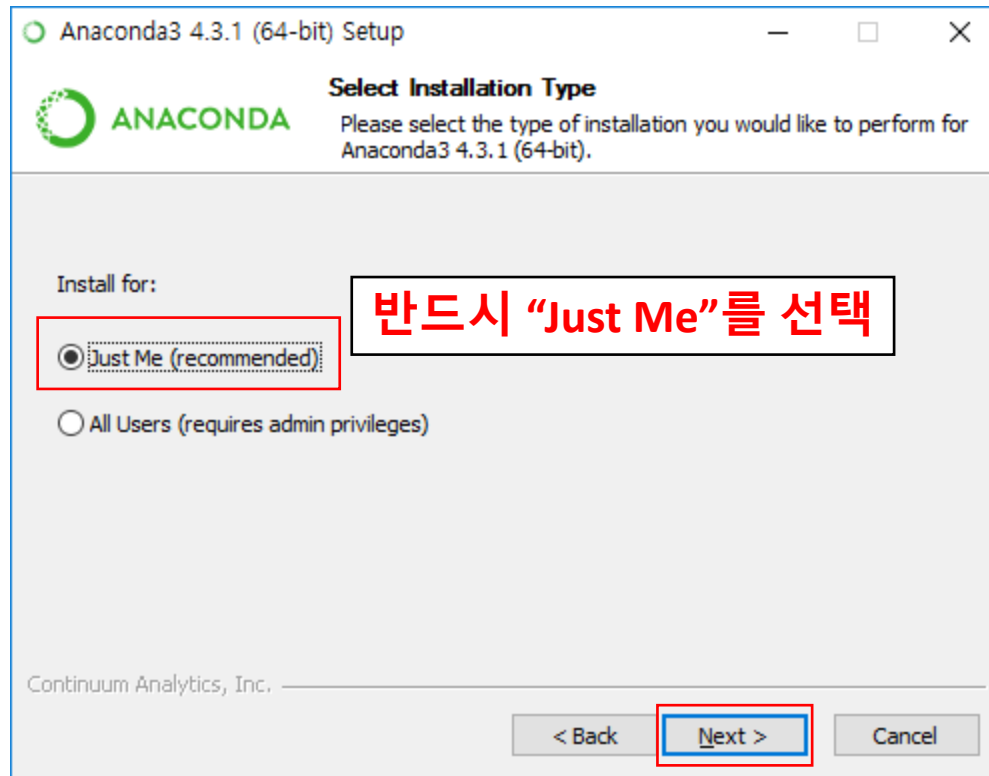 Anaconda3 4.3.1 (64-bit) Setup
ANACONDA
Select Installation Type
Please select the type of installation you would like to perform for
Anaconda3 4.3.1 (64-bit).
Install for:
반드시 “Just Me”를 선택
Just Me (recommended)
All Users (requires admin privileges)
Continuum Analytics, Inc.
< Back
Next >
Cancel